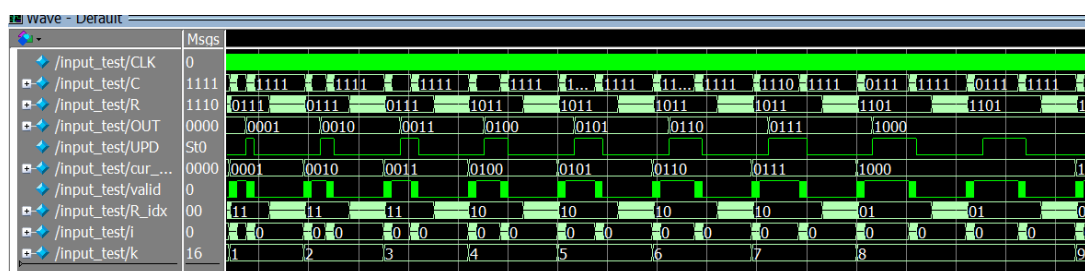 Wave - Default
Msgs
/input_test/CLK 0
/input_test/C 1111 1111 1111 1111 1111 1... 1111 11... 1111 1110 1111 0111 1111 0111 1111
/input_test/R 1110 0111 0111 0111 1011 1011 1011 1011 1101 1101 1
/input_test/OUT 0000 0001 0010 0011 0100 0101 0110 0111 1000
/input_test/UPD St0
/input_test/cur_... 0000 0001 0010 0011 0100 0101 0110 0111 1000 1
/input_test/valid 0
/input_test/R_idx 00 11 11 11 10 10 10 10 01 01 0
/input_test/i 0 0 0 0 0 0 0 0 0 0 0 0 0 0 0 0 0 0 0
/input_test/k 16 1 2 3 4 5 6 7 8 9